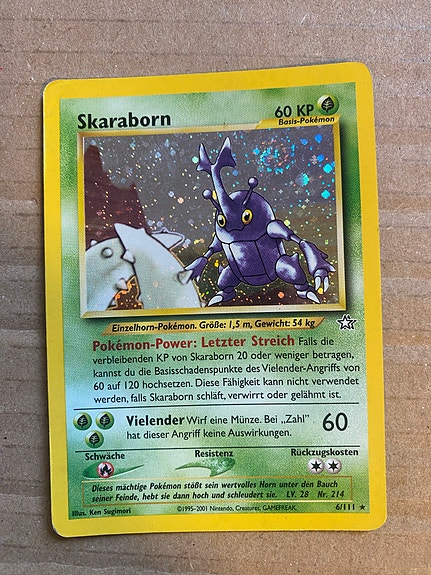 Skaraborn
60 KP
Basis-Pokémon
Einzelhorn-Pokémon. Größe: 1,5 m, Gewicht: 54 kg
Pokémon-Power: Letzter Streich Falls die
verbleibenden KP von Skaraborn 20 oder weniger betragen,
kannst du die Basisschadenspunkte des Vielender-Angriffs von
60 auf 120 hochsetzen. Diese Fähigkeit kann nicht verwendet
werden, falls Skaraborn schläft, verwirrt oder gelähmt ist.
Vielender Wirf eine Münze. Bei „Zahl" 60
hat dieser Angriff keine Auswirkungen.
Schwäche Resistenz Rückzugskosten
Dieses mächtige Pokémon stößt sein wertvolles Horn unter den Bauch
seiner Feinde, hebt sie dann hoch und schleudert sie. LV. 28 Nr. 214
Illus. Ken Sugimori ©1995-2001 Nintendo, Creatures, GAMEFREAK. 6/111 ★